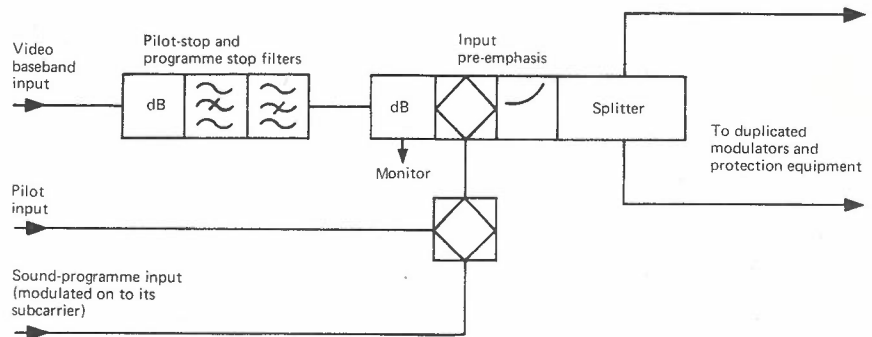 Video
baseband
input
Pilot-stop and
programme stop filters
dB
Input
pre-emphasis
dB
Splitter
Monitor
To duplicated
modulators and
protection equipment
Pilot
input
Sound-programme input
(modulated on to its
subcarrier)